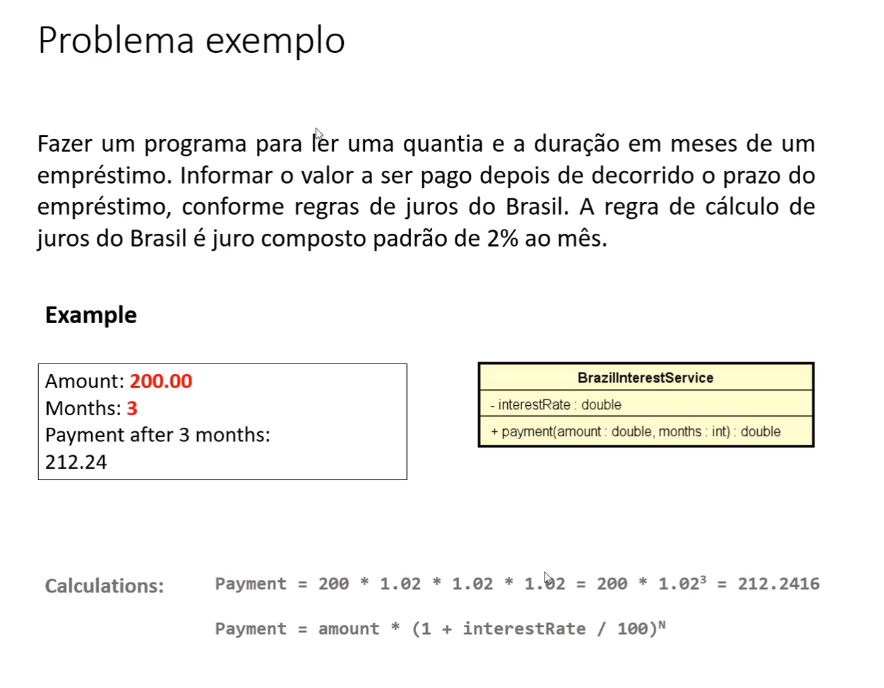 Problema exemplo
Fazer um programa para ler uma quantia e a duração em meses de um
empréstimo. Informar o valor a ser pago depois de decorrido o prazo do
empréstimo, conforme regras de juros do Brasil. A regra de cálculo de
juros do Brasil é juro composto padrão de 2% ao mês.
Example
Amount: 200.00
Months: 3
Payment after 3 months:
212.24
BrazilInterestService
- interestRate : double
+ payment(amount : double, months : int) : double
Calculations:
Payment = 200 * 1.02 * 1.02 * 1.02 = 200 * 1.02³ = 212.2416
Payment = amount * (1 + interestRate / 100)ᴺ